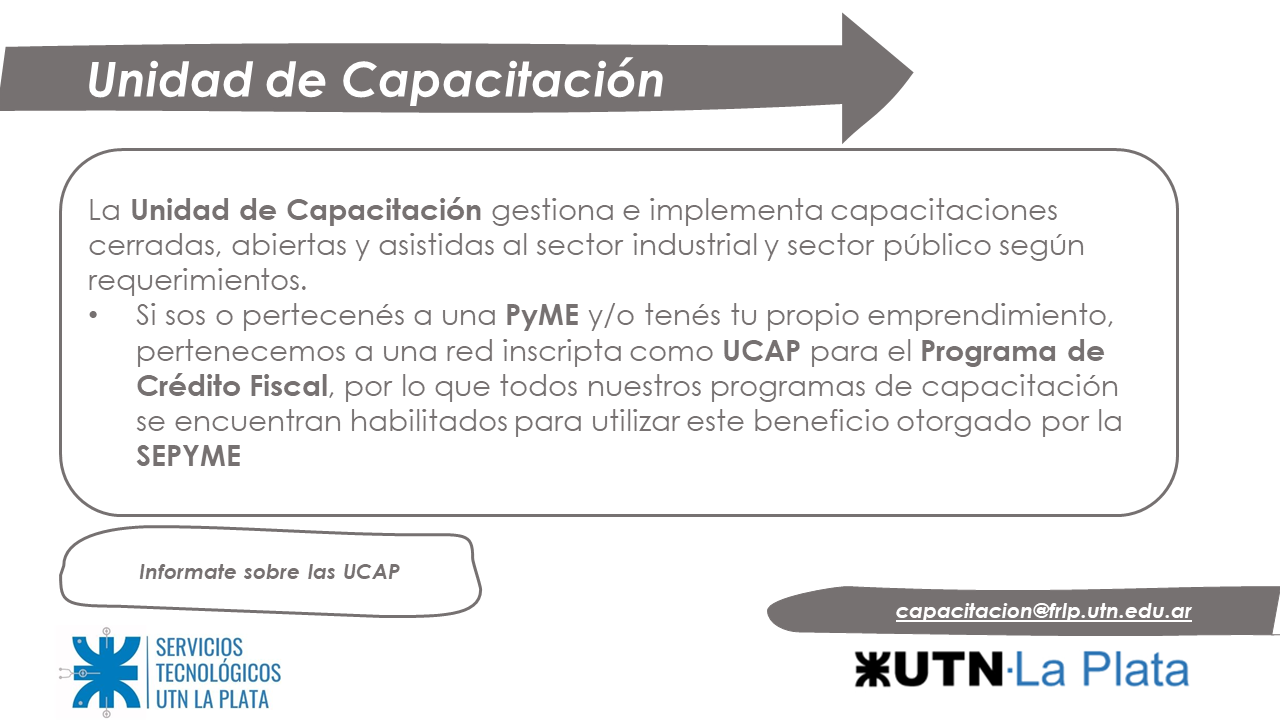 Unidad de Capacitación
La Unidad de Capacitación gestiona e implementa capacitaciones
cerradas, abiertas y asistidas al sector industrial y sector público según
requerimientos.
• Si sos o pertecenés a una PyME y/o tenés tu propio emprendimiento,
pertenecemos a una red inscripta como UCAP para el Programa de
Crédito Fiscal, por lo que todos nuestros programas de capacitación
se encuentran habilitados para utilizar este beneficio otorgado por la
SEPYME
Informate sobre las UCAP
capacitacion@frlp.utn.edu.ar
SERVICIOS
TECNOLÓGICOS
UTN LA PLATA
UTN·La Plata